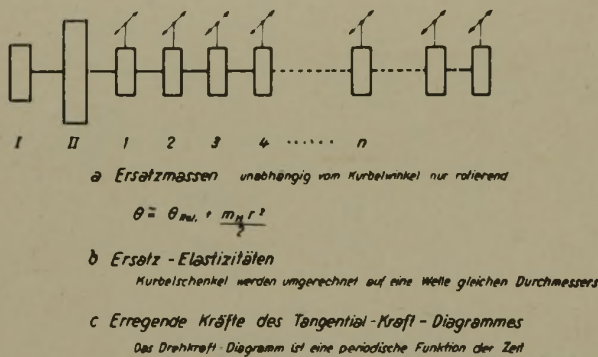 I II 1 2 3 4 ...... n
a Ersatzmassen unabhängig vom Kurbelwinkel nur rotierend
Θ = Θ Rot. + m_H r² / 2
b Ersatz - Elastizitäten
Kurbelschenkel werden umgerechnet auf eine Welle gleichen Durchmessers
c Erregende Kräfte des Tangential-Kraft-Diagrammes
Das Drehkraft-Diagramm ist eine periodische Funktion der Zeit